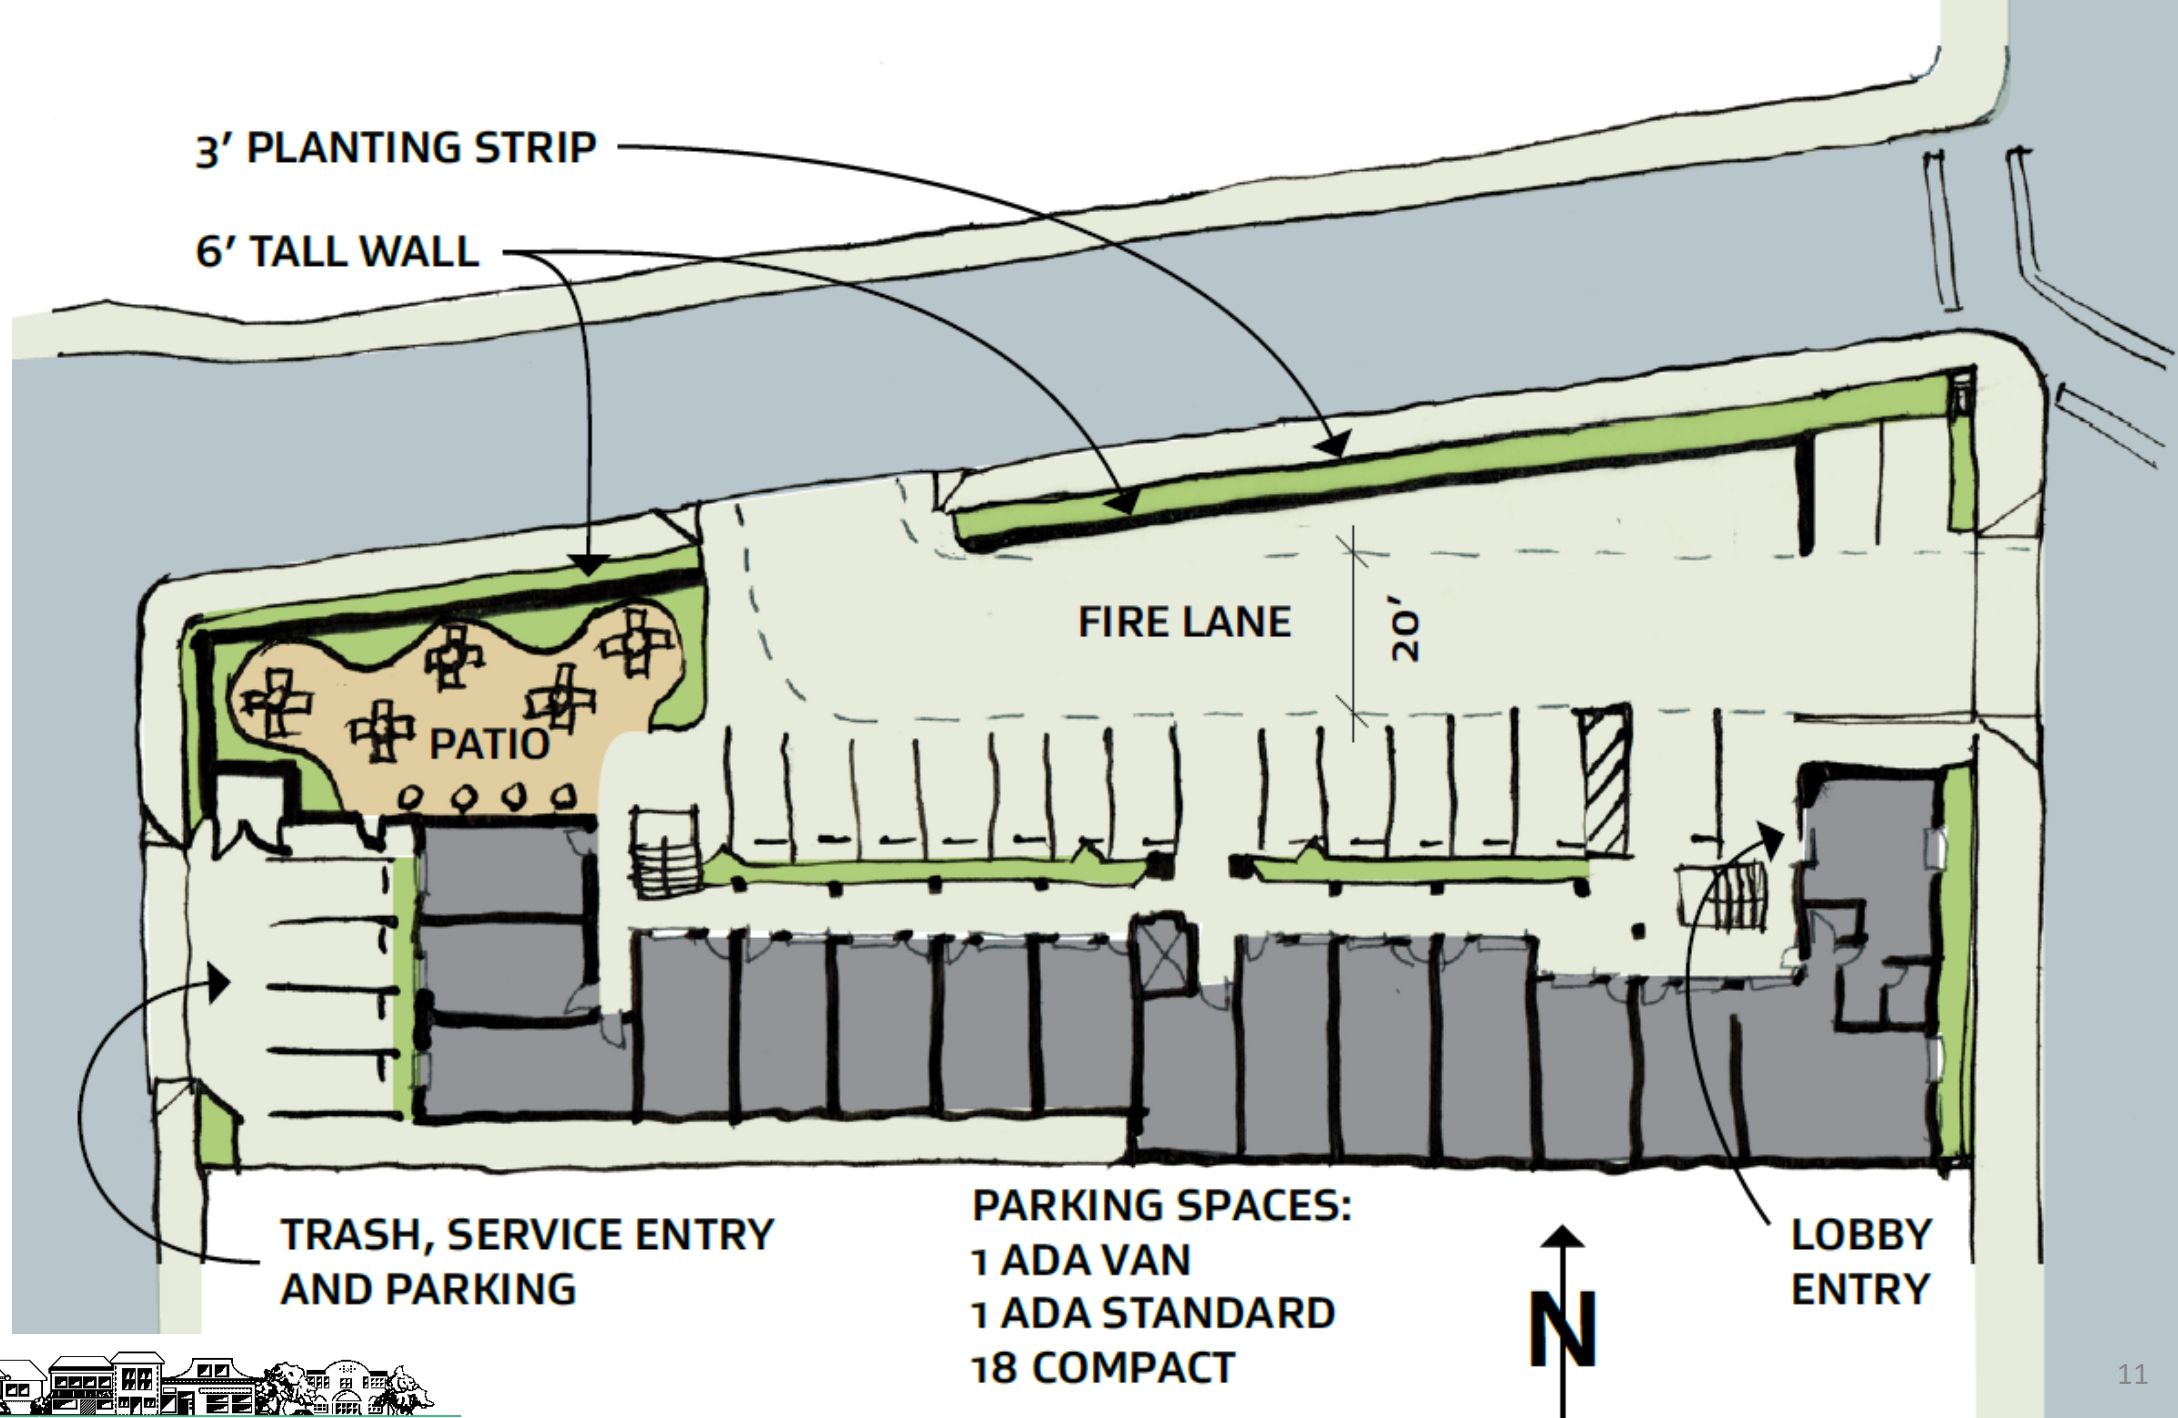 3’ PLANTING STRIP
6’ TALL WALL
FIRE LANE
20’
PATIO
TRASH, SERVICE ENTRY
AND PARKING
PARKING SPACES:
1 ADA VAN
1 ADA STANDARD
18 COMPACT
N
LOBBY
ENTRY
11